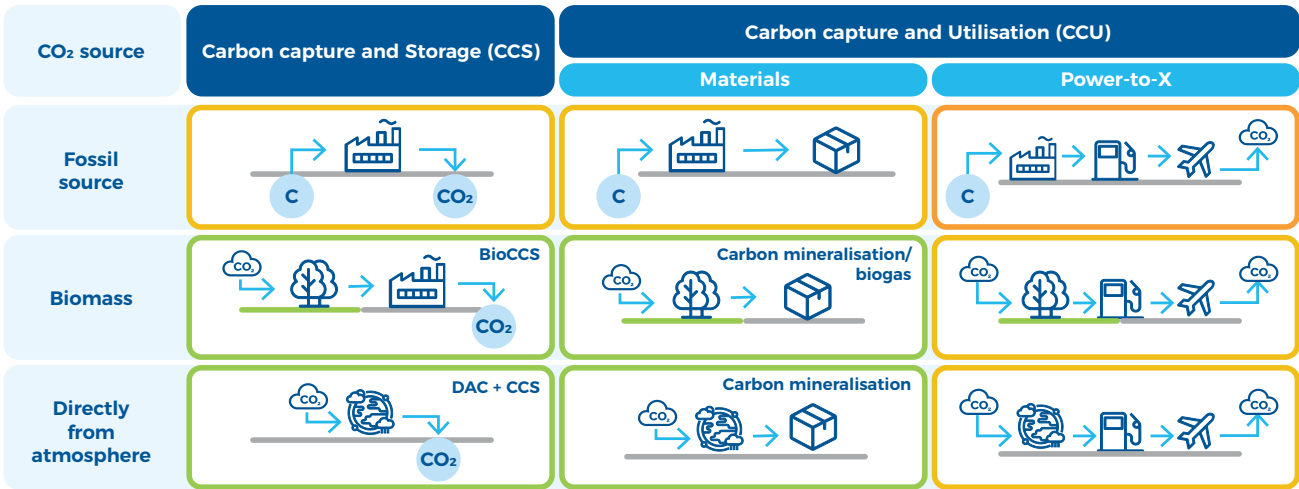 CO₂ source
Carbon capture and Storage (CCS)
Carbon capture and Utilisation (CCU)
Materials
Power-to-X
Fossil
source
C
CO₂
C
C
CO₂
Biomass
CO₂
BioCCS
CO₂
CO₂
Carbon mineralisation/
biogas
CO₂
CO₂
Directly
from
atmosphere
CO₂
DAC + CCS
CO₂
CO₂
Carbon mineralisation
CO₂
CO₂